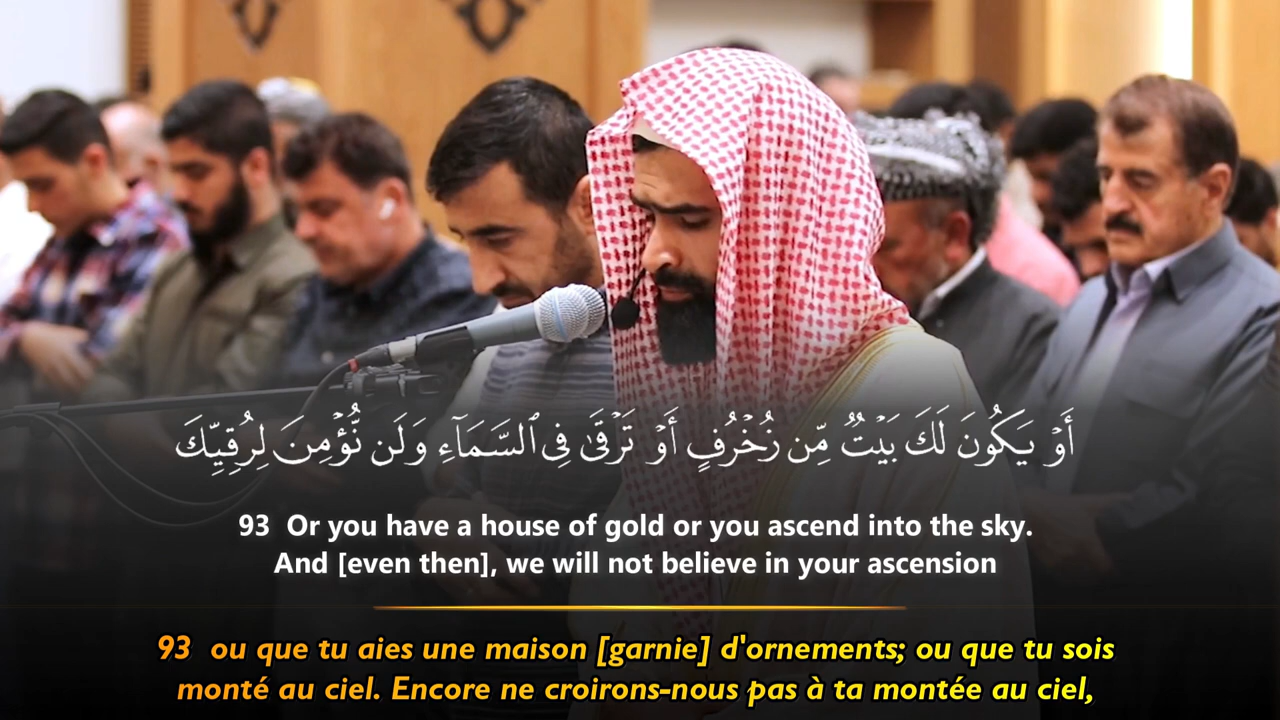 أَوْ يَكُونَ لَكَ بَيْتٌ مِّن زُخْرُفٍ أَوْ تَرْقَىٰ فِى ٱلسَّمَآءِ وَلَن نُّؤْمِنَ لِرُقِيِّكَ
93 Or you have a house of gold or you ascend into the sky.
And [even then], we will not believe in your ascension
93 ou que tu aies une maison [garnie] d'ornements; ou que tu sois
monté au ciel. Encore ne croirons-nous pas à ta montée au ciel,